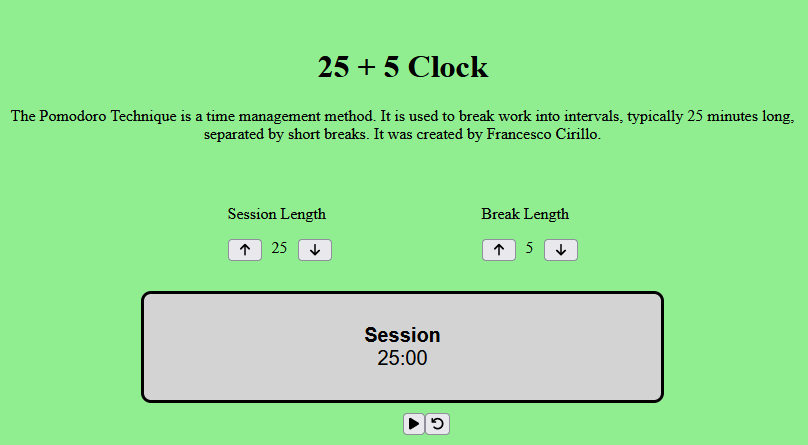 25 + 5 Clock
The Pomodoro Technique is a time management method. It is used to break work into intervals, typically 25 minutes long,
separated by short breaks. It was created by Francesco Cirillo.
Session Length
25
Break Length
5
Session
25:00